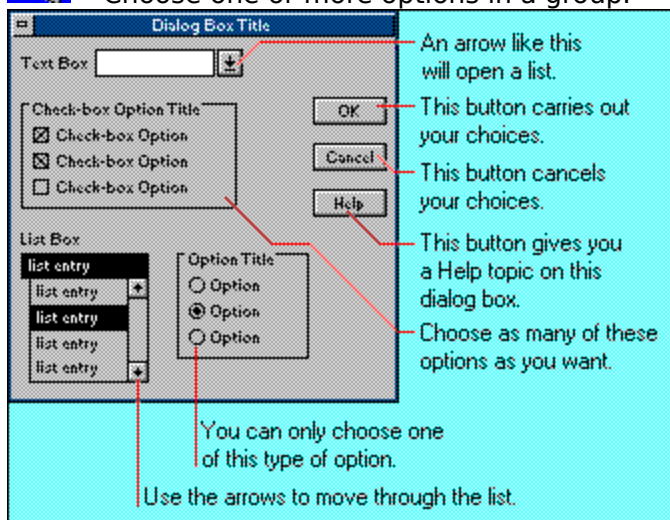 Choose one or more options in a group.
Dialog Box Title
Text Box
An arrow like this
will open a list.
Check-box Option Title
Check-box Option
Check-box Option
Check-box Option
OK
This button carries out
your choices.
Cancel
This button cancels
your choices.
Help
This button gives you
a Help topic on this
dialog box.
List Box
list entry
list entry
list entry
list entry
list entry
Option Title
Option
Option
Option
Choose as many of these
options as you want.
You can only choose one
of this type of option.
Use the arrows to move through the list.